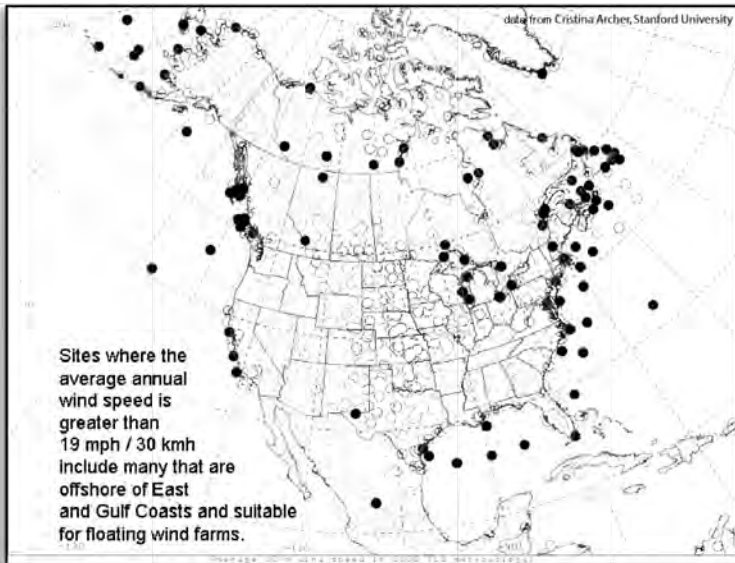 data from Cristina Archer, Stanford University
Sites where the
average annual
wind speed is
greater than
19 mph / 30 kmh
include many that are
offshore of East
and Gulf Coasts and suitable
for floating wind farms.